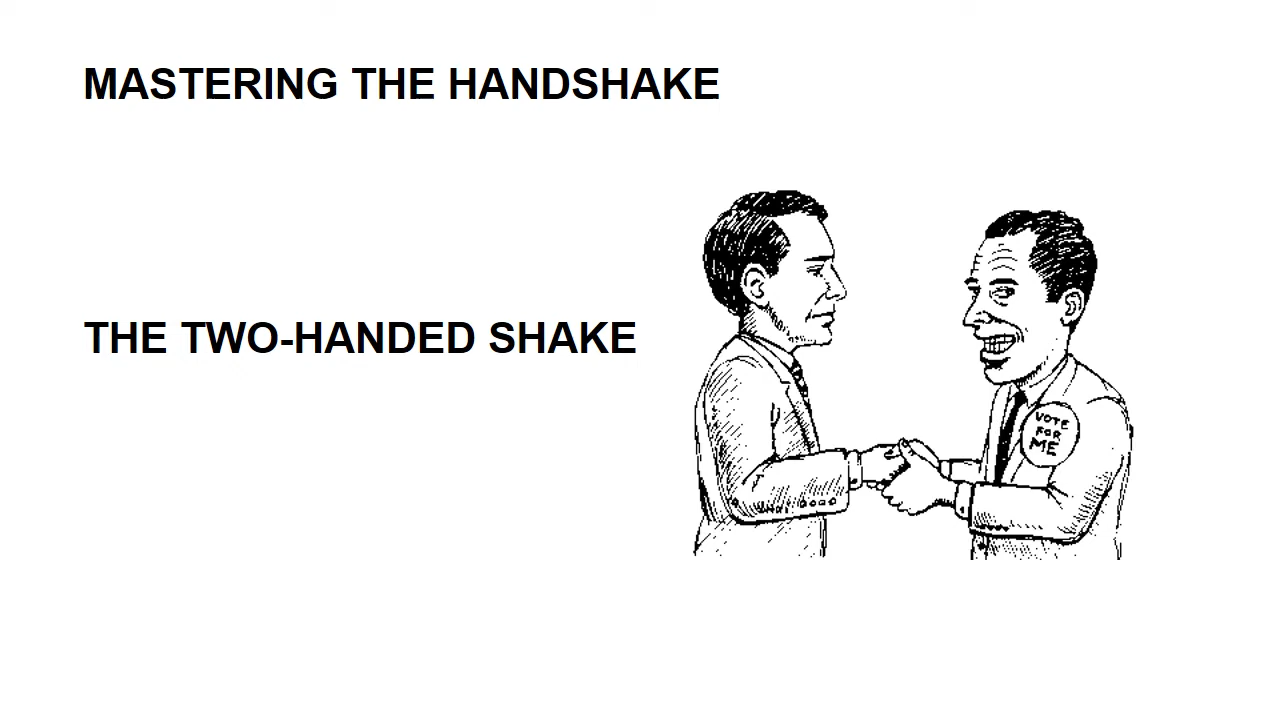 MASTERING THE HANDSHAKE
THE TWO-HANDED SHAKE
VOTE
FOR
ME